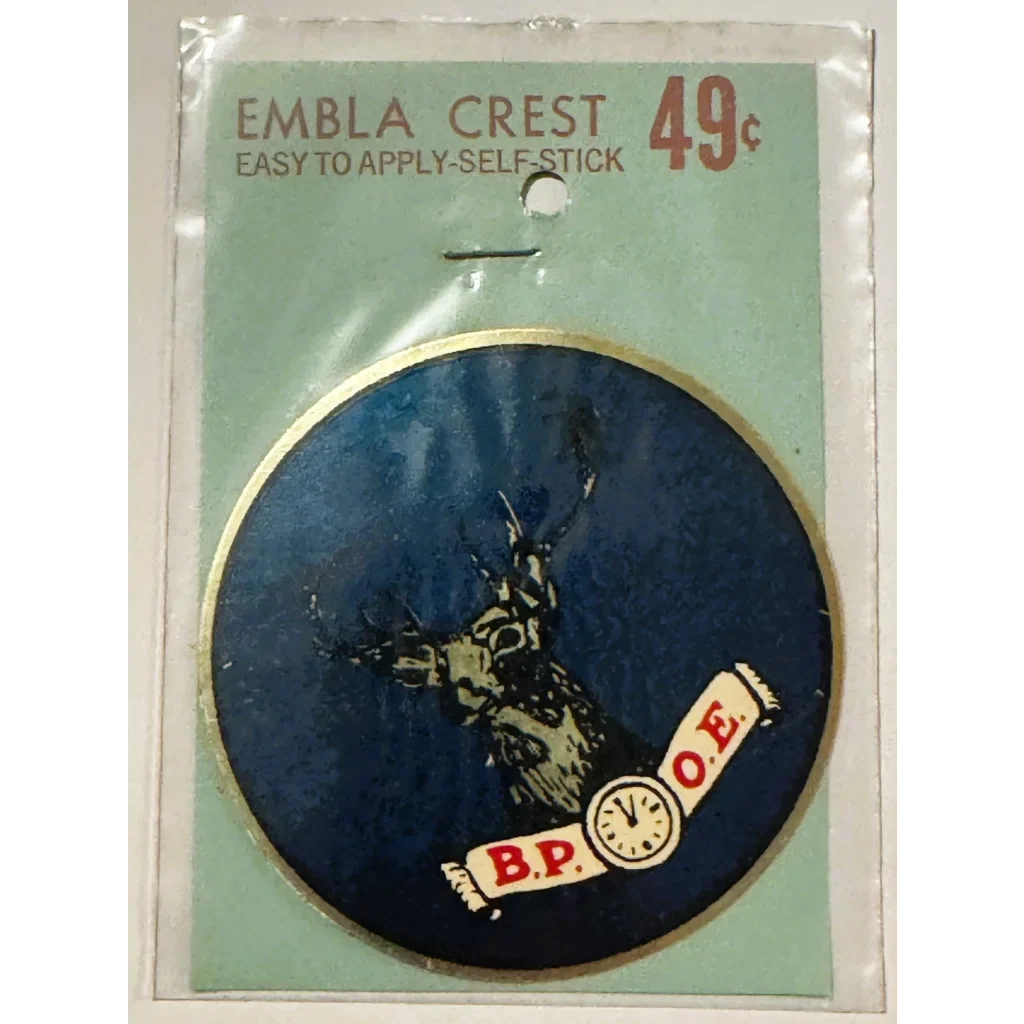 EMBLA CREST 49¢
EASY TO APPLY-SELF-STICK
B.P. O.E.